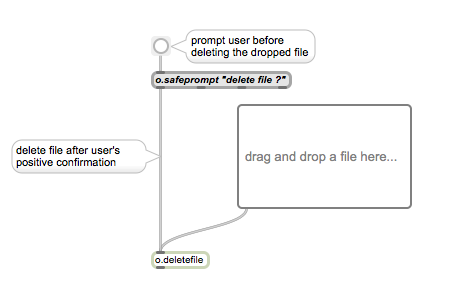 prompt user before
deleting the dropped file
o.safeprompt "delete file ?"
drag and drop a file here...
delete file after user's
positive confirmation
o.deletefile